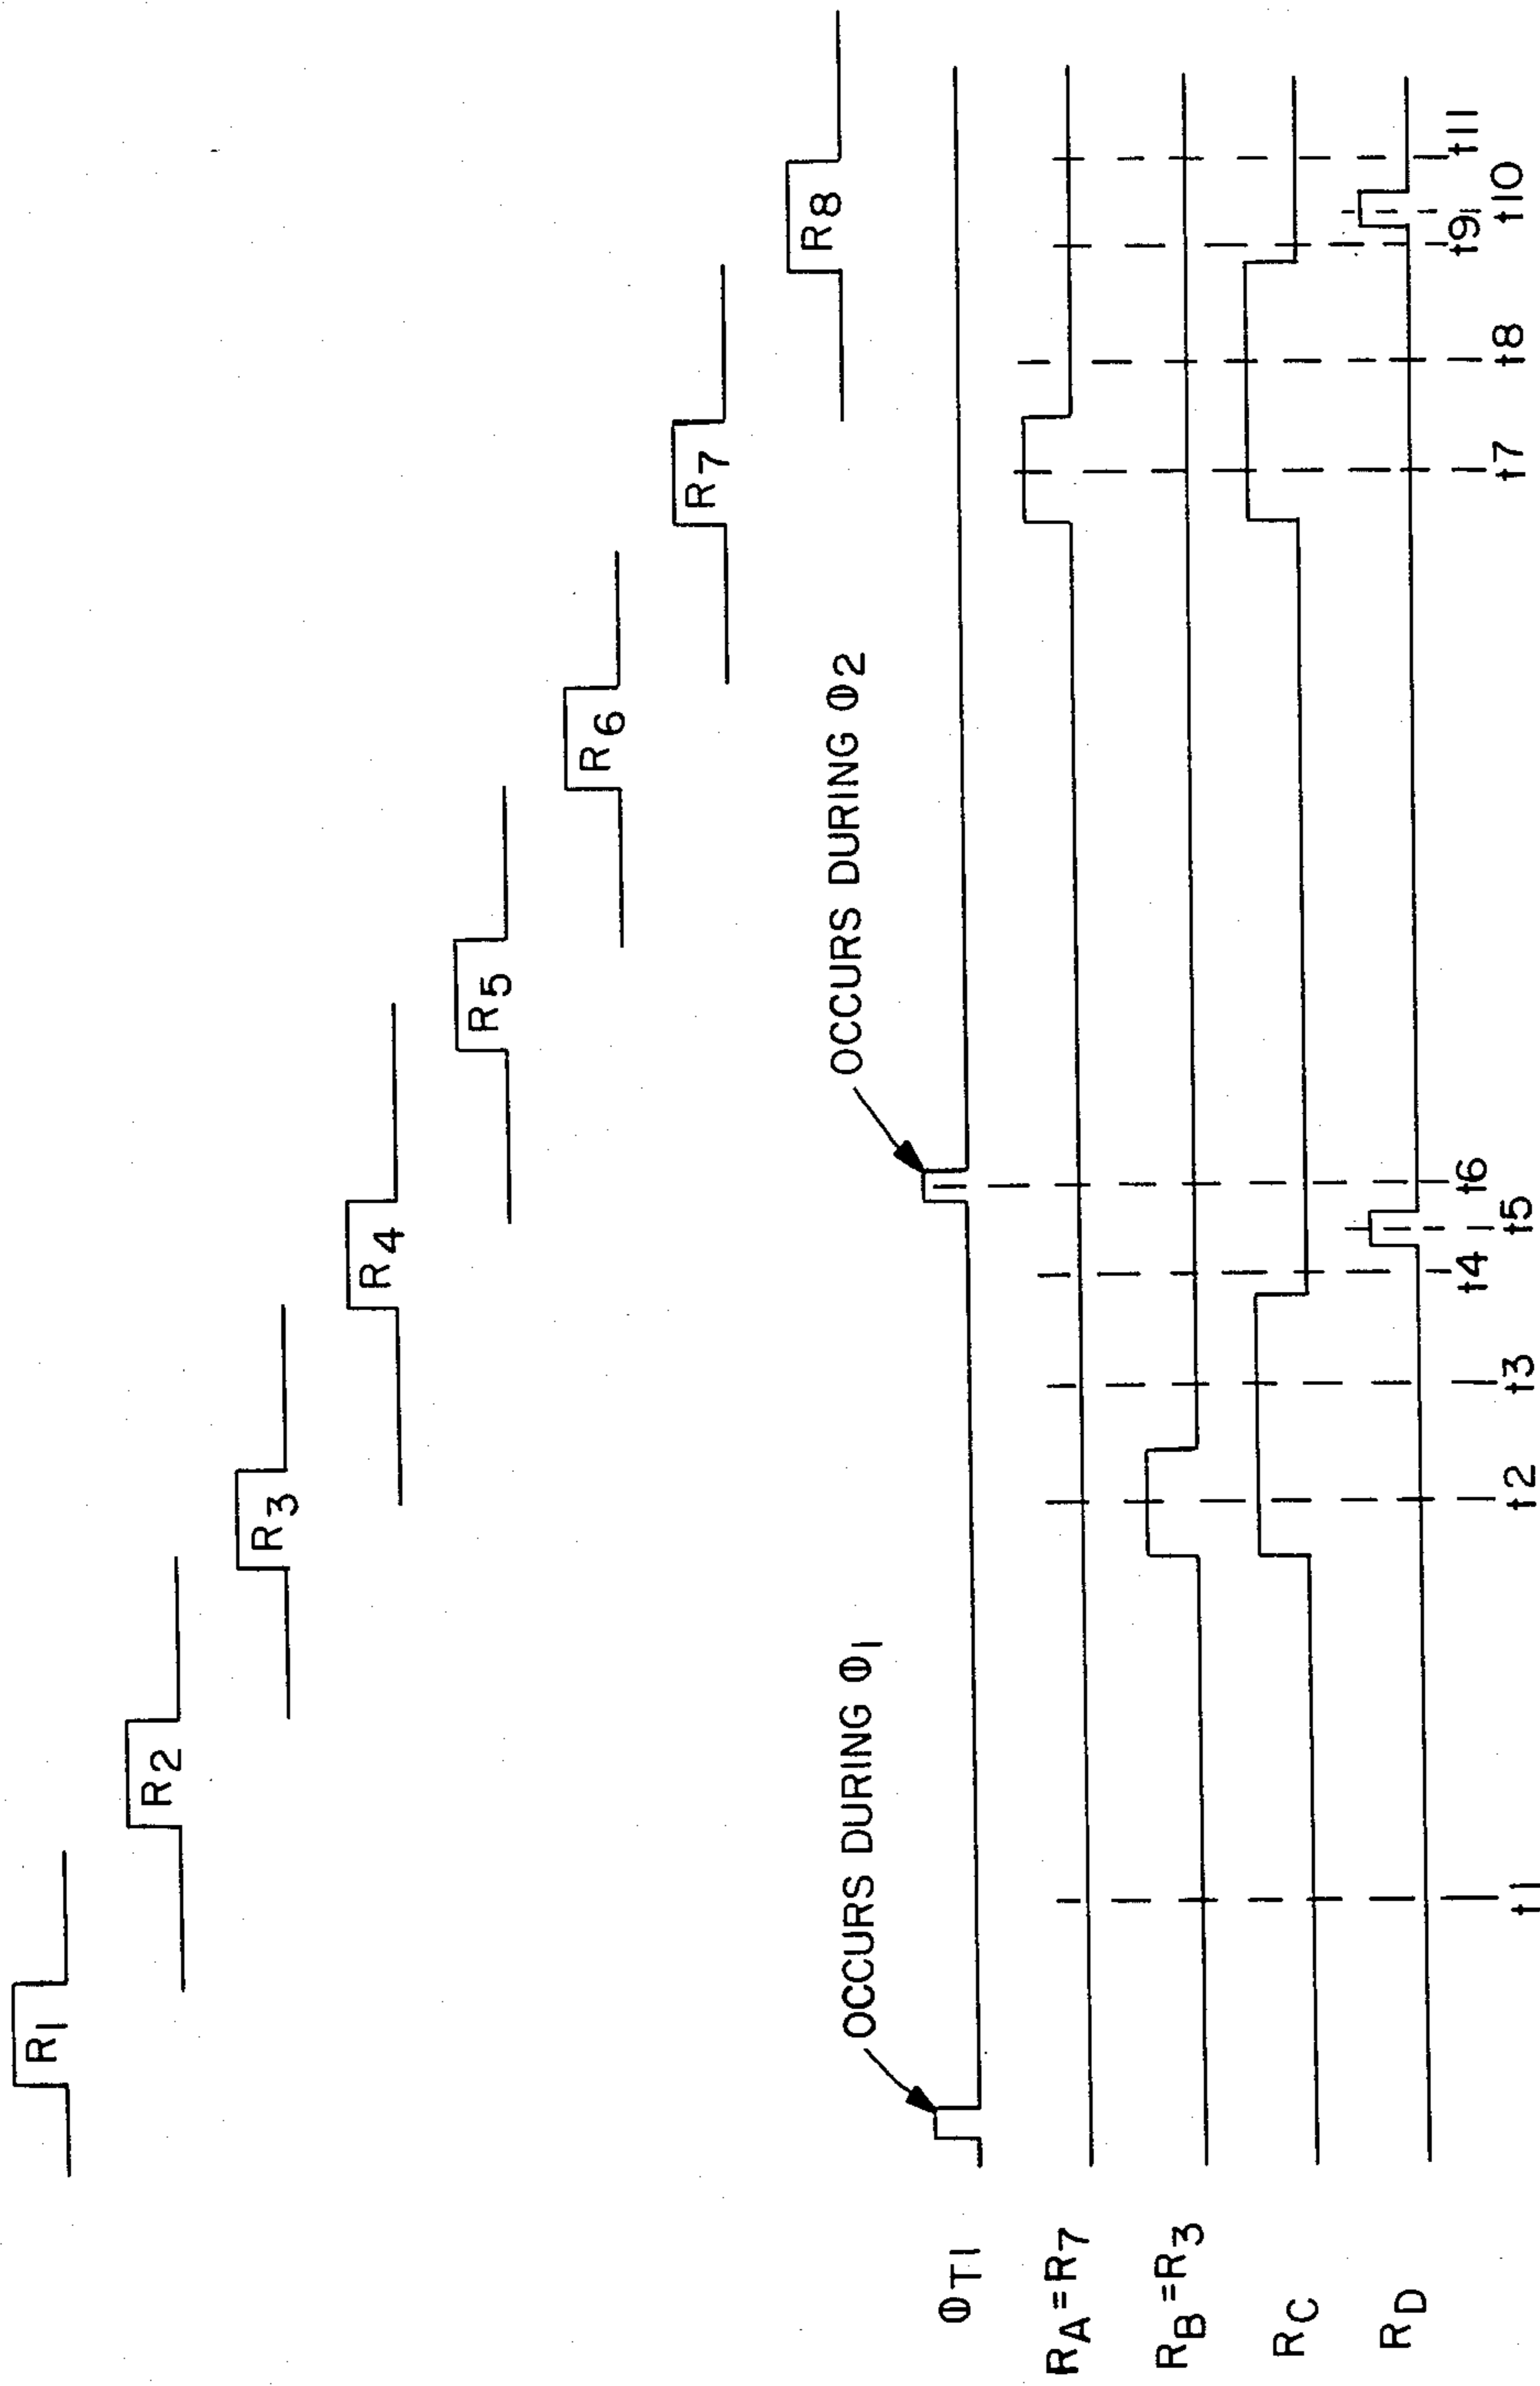 R1
R2
R3
R4
R5
R6
R7
R8
OCCURS DURING Φ1
OCCURS DURING Φ2
ΦT1
RA=R7
RB=R3
RC
RD
t1
t2
t3
t4
t5
t6
t7
t8
t9
t10
t11